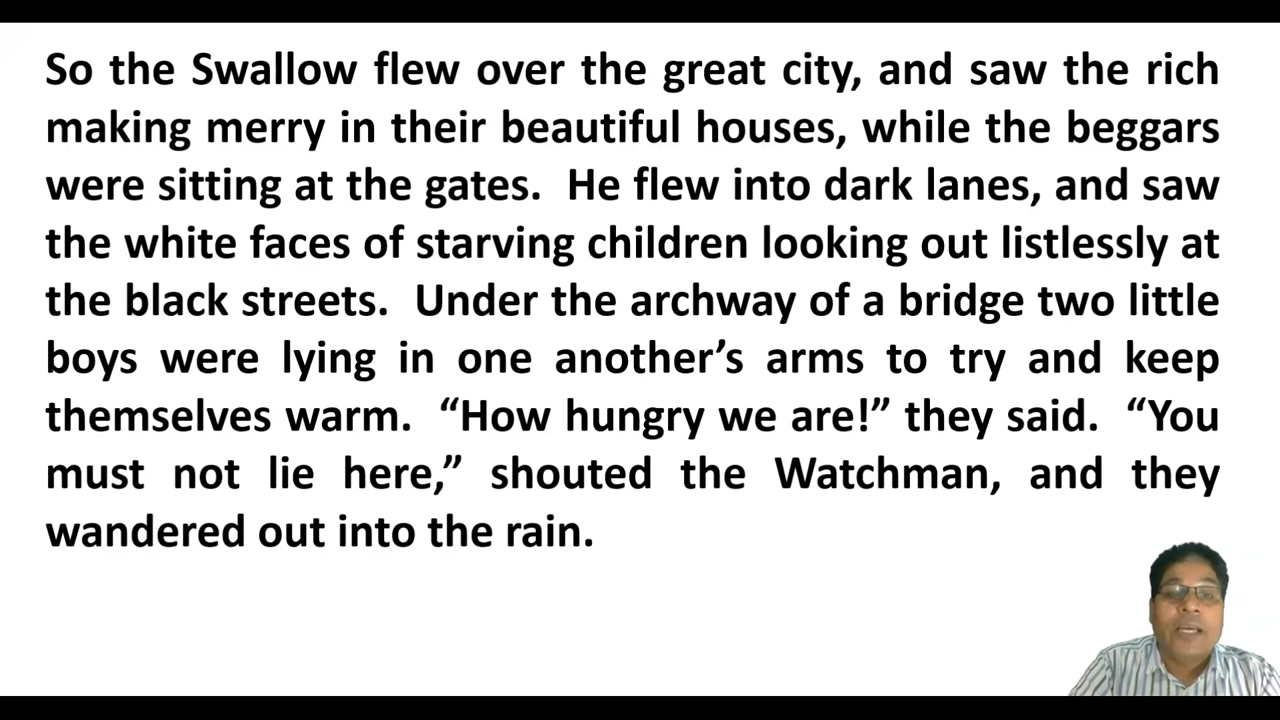 So the Swallow flew over the great city, and saw the rich
making merry in their beautiful houses, while the beggars
were sitting at the gates.  He flew into dark lanes, and saw
the white faces of starving children looking out listlessly at
the black streets.  Under the archway of a bridge two little
boys were lying in one another’s arms to try and keep
themselves warm.  “How hungry we are!” they said.  “You
must not lie here,” shouted the Watchman, and they
wandered out into the rain.